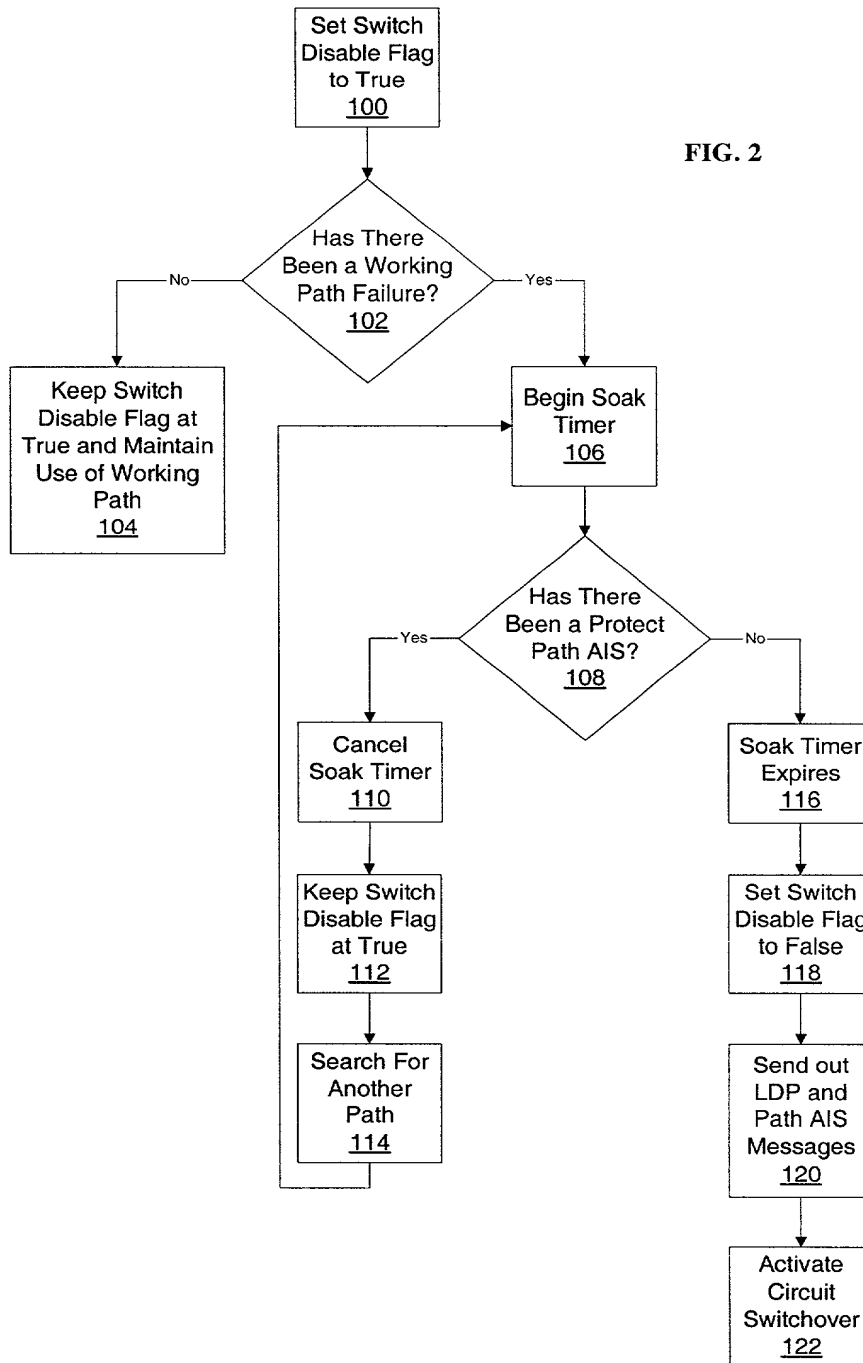 Set Switch
Disable Flag
to True
100
FIG. 2
Has There
Been a Working
Path Failure?
102
No
Yes
Keep Switch
Disable Flag at
True and Maintain
Use of Working
Path
104
Begin Soak
Timer
106
Has There
Been a Protect
Path AIS?
108
Yes
No
Cancel
Soak Timer
110
Soak Timer
Expires
116
Keep Switch
Disable Flag
at True
112
Set Switch
Disable Flag
to False
118
Search For
Another
Path
114
Send out
LDP and
Path AIS
Messages
120
Activate
Circuit
Switchover
122